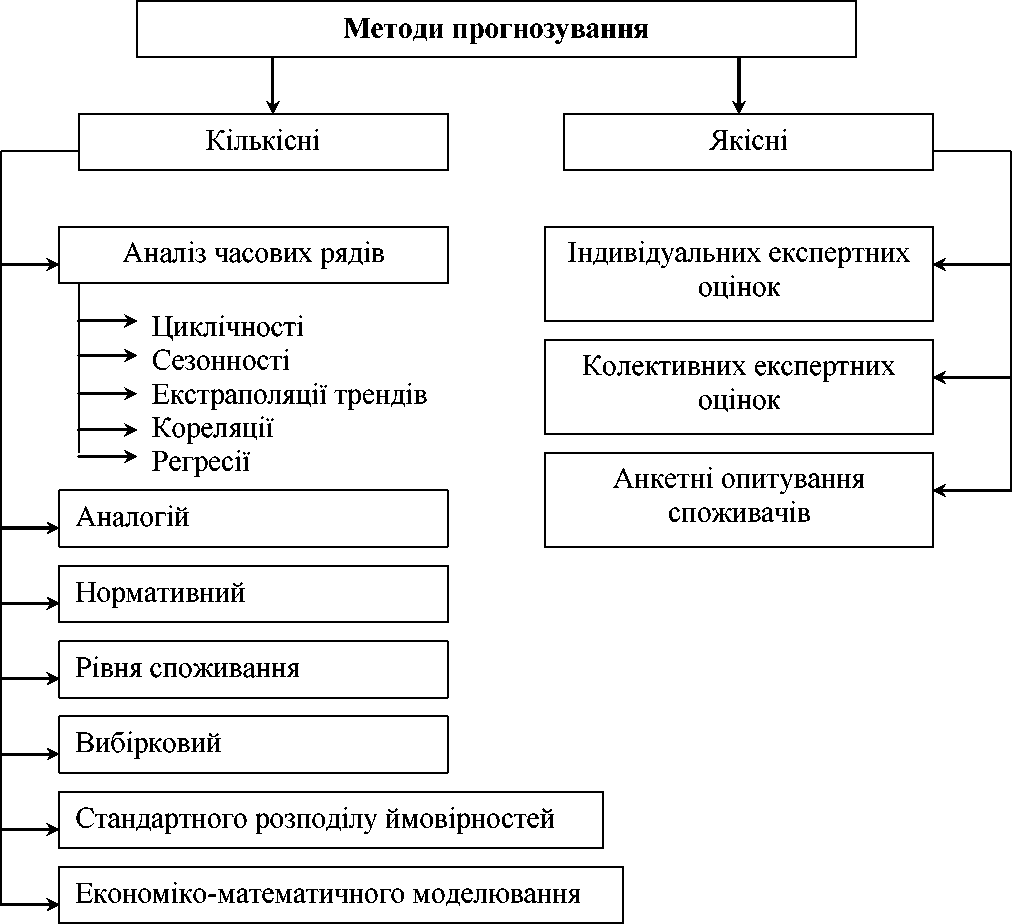 Методи прогнозування
Кількісні
Якісні
Аналіз часових рядів
Циклічності
Сезонності
Екстраполяції трендів
Кореляції
Регресії
Аналогій
Нормативний
Рівня споживання
Вибірковий
Стандартного розподілу ймовірностей
Економіко-математичного моделювання
Індивідуальних експертних
оцінок
Колективних експертних
оцінок
Анкетні опитування
споживачів